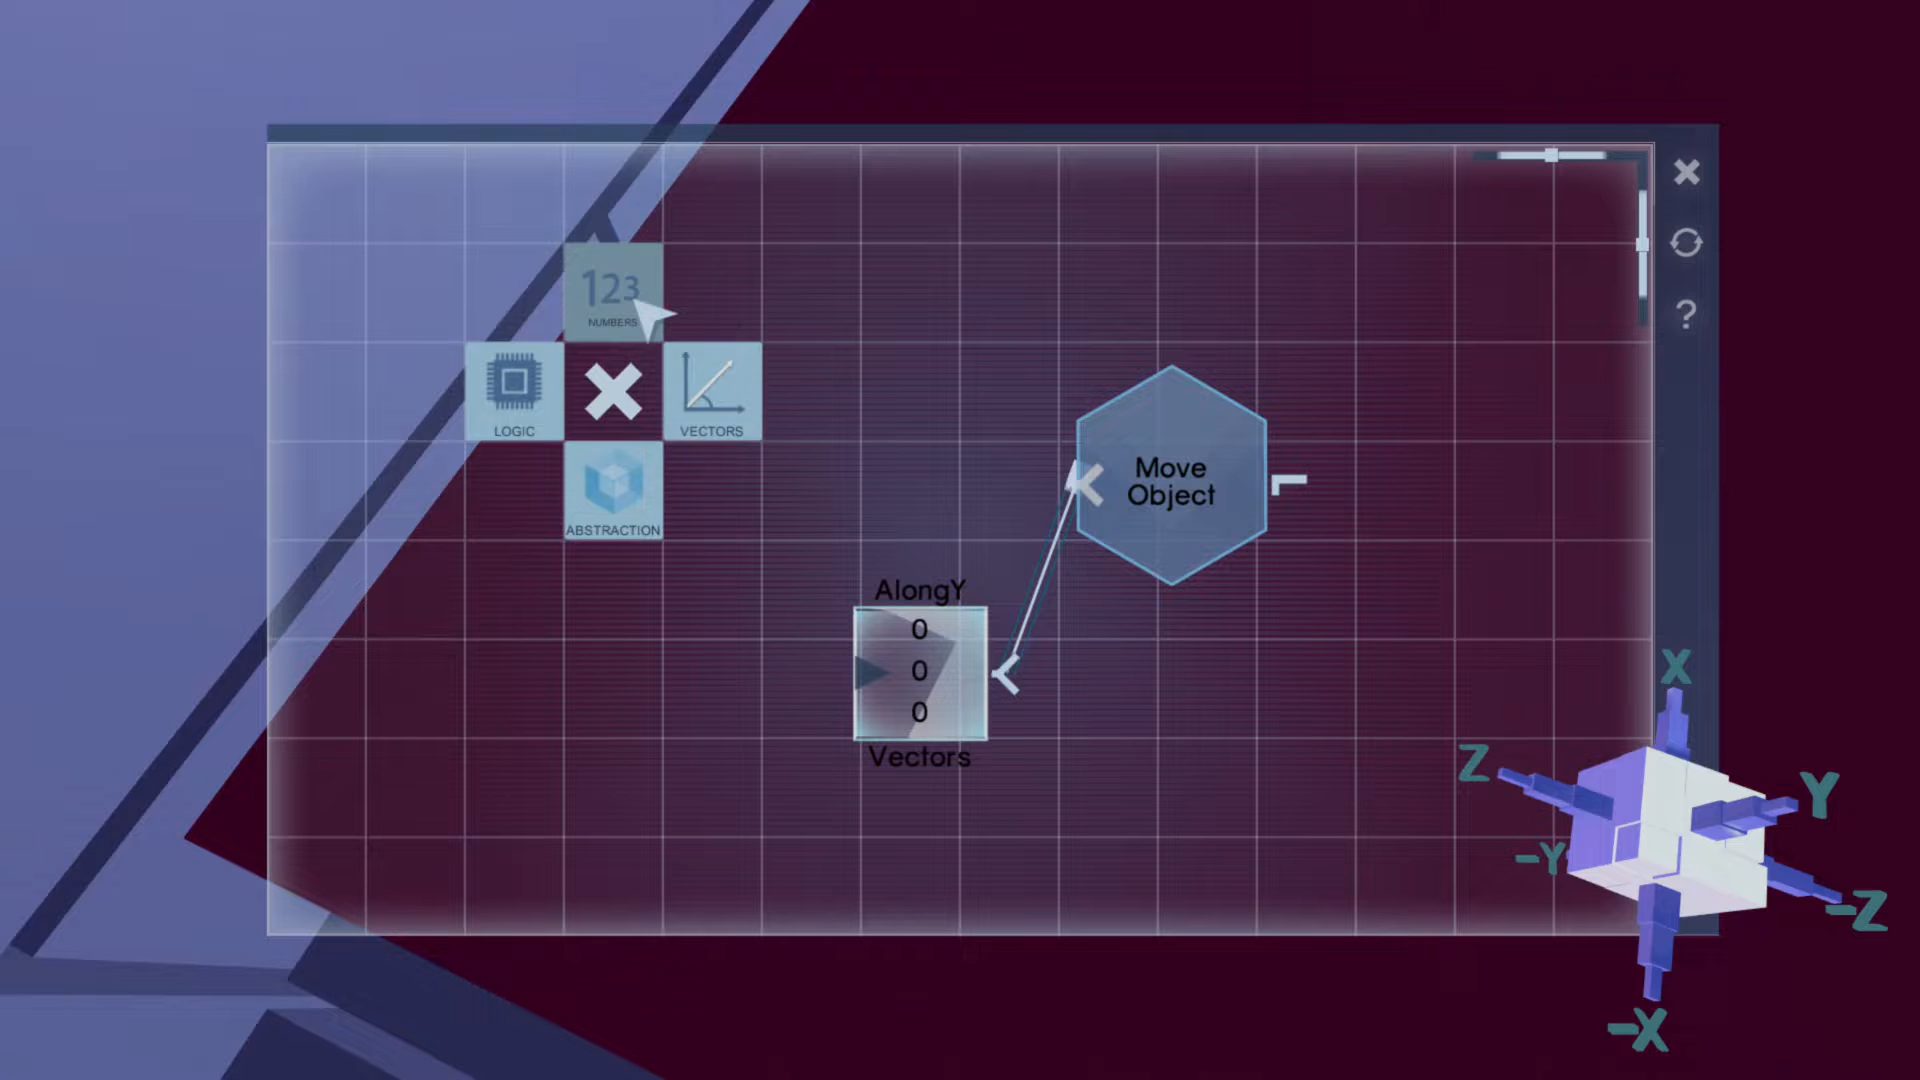 123
NUMBERS
LOGIC
VECTORS
ABSTRACTION
Move
Object
AlongY
0
0
0
Vectors
?
X
Z
Y
-Y
-Z
-X